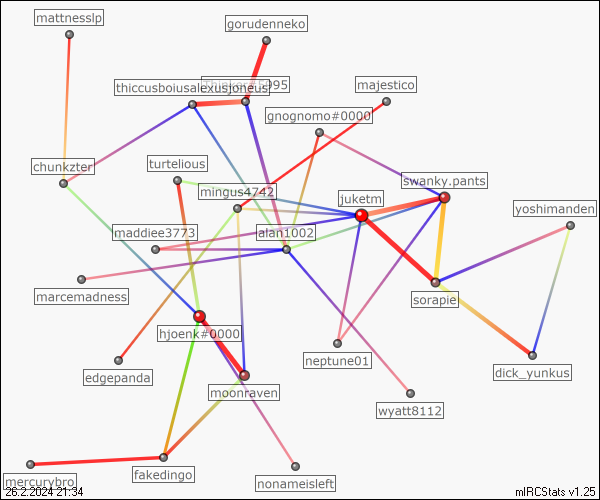 mattnesslp
gorudenneko
thiccusboiusalexusjoneus
majestico
gnognomo#0000
chunkzter
turtelious
mingus4742
swanky.pants
juketm
yoshimanden
maddiee3773
alan1002
marcemadness
sorapie
hjoenk#0000
neptune01
edgepanda
dick_yunkus
moonraven
wyatt8112
mercurybro
fakedingo
nonameisleft
26.2.2024 21:34
mIRCStats v1.25